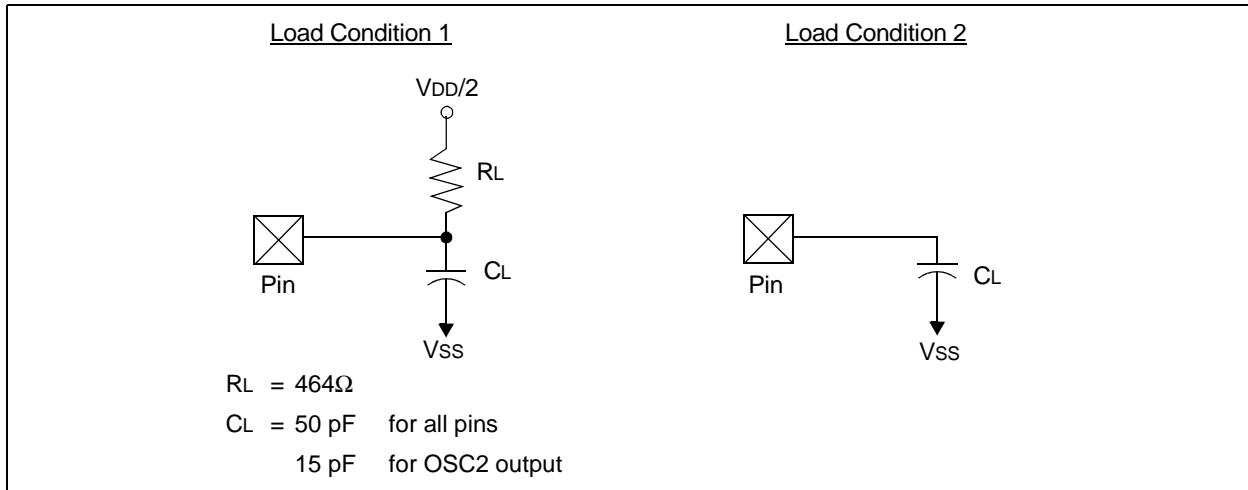 Load Condition 1
VDD/2
RL
Pin
CL
VSS
RL = 464Ω
CL = 50 pF for all pins
15 pF for OSC2 output
Load Condition 2
Pin
CL
VSS